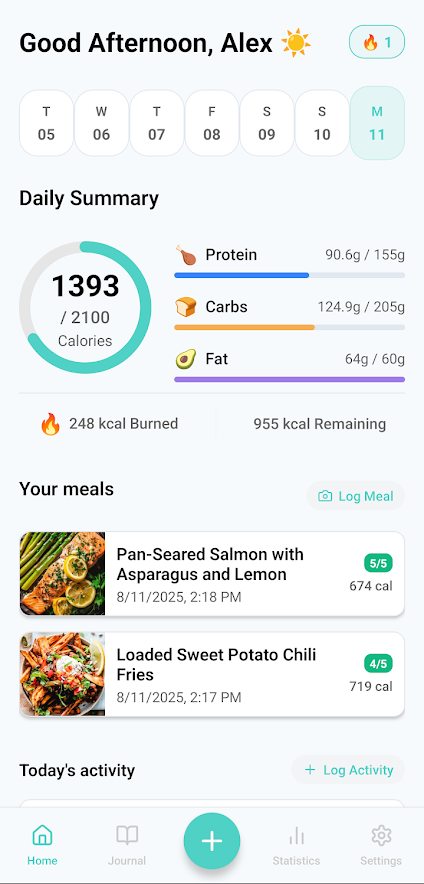 Good Afternoon, Alex ☀️
🔥 1
T W T F S S M
05 06 07 08 09 10 11
Daily Summary
1393
/ 2100
Calories
Protein 90.6g / 155g
Carbs 124.9g / 205g
Fat 64g / 60g
248 kcal Burned 955 kcal Remaining
Your meals
Log Meal
Pan-Seared Salmon with
Asparagus and Lemon
8/11/2025, 2:18 PM
5/5
674 cal
Loaded Sweet Potato Chili
Fries
8/11/2025, 2:17 PM
4/5
719 cal
Today's activity
+ Log Activity
Home Journal + Statistics Settings